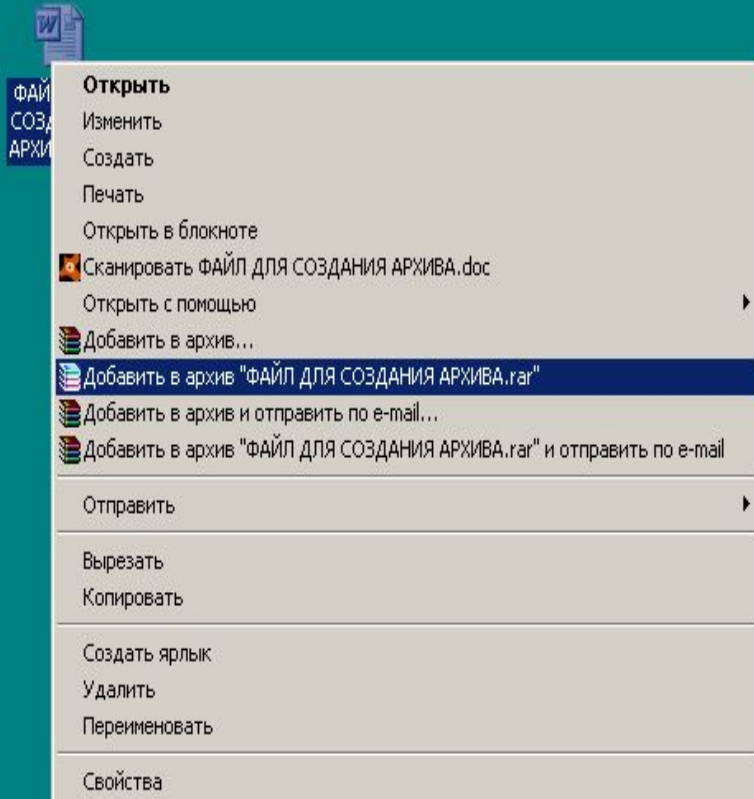 ФАЙ
СОЗД
АРХИ
Открыть
Изменить
Создать
Печать
Открыть в блокноте
Сканировать ФАЙЛ ДЛЯ СОЗДАНИЯ АРХИВА.doc
Открыть с помощью
Добавить в архив...
Добавить в архив "ФАЙЛ ДЛЯ СОЗДАНИЯ АРХИВА.rar"
Добавить в архив и отправить по e-mail...
Добавить в архив "ФАЙЛ ДЛЯ СОЗДАНИЯ АРХИВА.rar" и отправить по e-mail
Отправить
Вырезать
Копировать
Создать ярлык
Удалить
Переименовать
Свойства